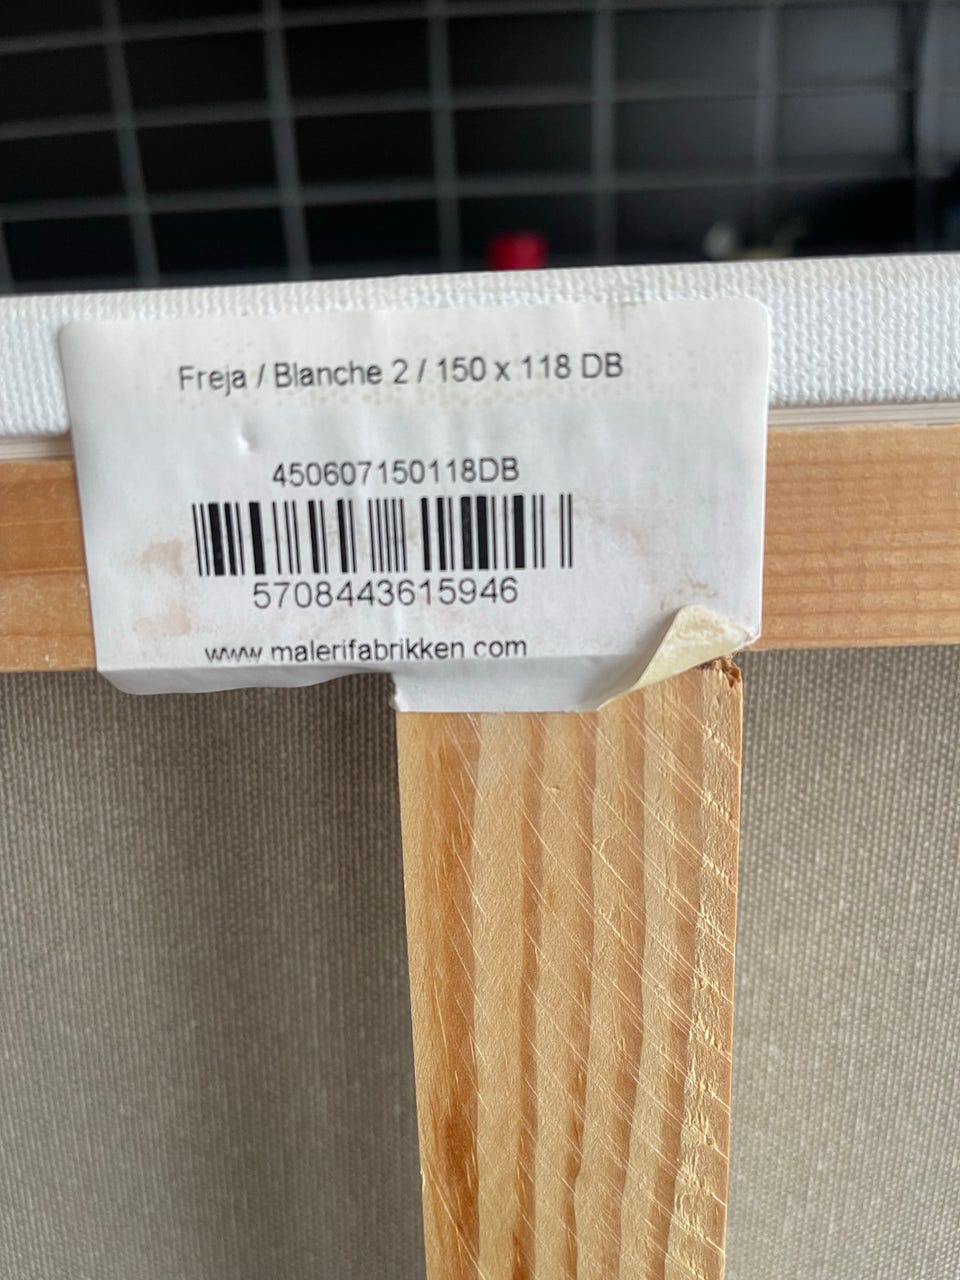 Freja / Blanche 2 / 150 x 118 DB
450607150118DB
5708443615946
www.malerifabrikken.com